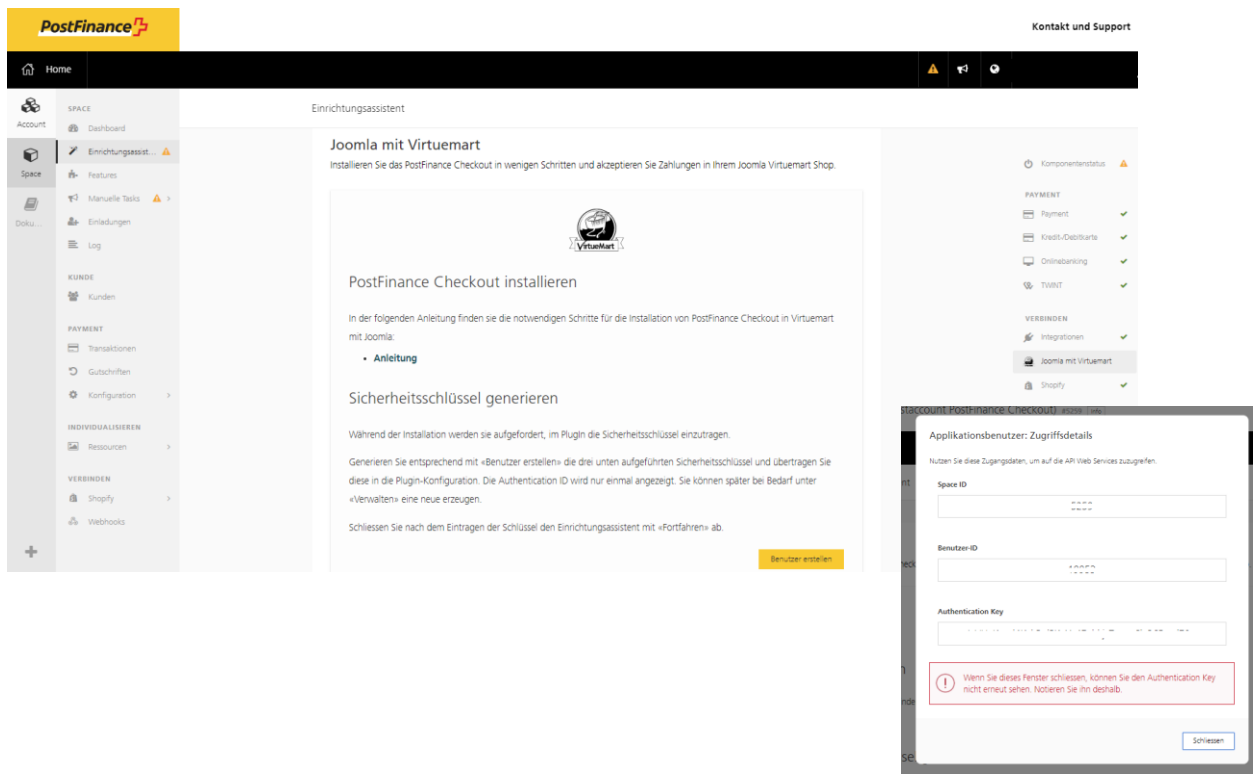 PostFinance
Kontakt und Support
Home
Account
Space
Doku...
SPACE
Dashboard
Einrichtungsassist...
Features
Manuelle Tasks
Einladungen
Log
KUNDE
Kunden
PAYMENT
Transaktionen
Gutschriften
Konfiguration
INDIVIDUALISIEREN
Ressourcen
VERBINDEN
Shopify
Webhooks
Einrichtungsassistent
Joomla mit Virtuemart
Installieren Sie das PostFinance Checkout in wenigen Schritten und akzeptieren Sie Zahlungen in Ihrem Joomla Virtuemart Shop.
VirtueMart
PostFinance Checkout installieren
In der folgenden Anleitung finden sie die notwendigen Schritte für die Installation von PostFinance Checkout in Virtuemart
mit Joomla:
• Anleitung
Sicherheitsschlüssel generieren
Während der Installation werden sie aufgefordert, im PlugIn die Sicherheitsschlüssel einzutragen.
Generieren Sie entsprechend mit «Benutzer erstellen» die drei unten aufgeführten Sicherheitsschlüssel und übertragen Sie
diese in die Plugin-Konfiguration. Die Authentication ID wird nur einmal angezeigt. Sie können später bei Bedarf unter
«Verwalten» eine neue erzeugen.
Schliessen Sie nach dem Eintragen der Schlüssel den Einrichtungsassistent mit «Fortfahren» ab.
Benutzer erstellen
Komponentenstatus
PAYMENT
Payment
Kredit-/Debitkarte
Onlinebanking
TWINT
VERBINDEN
Integrationen
Joomla mit Virtuemart
Shopify
staccount PostFinance Checkout) #5259 info
Applikationsbenutzer: Zugriffsdetails
Nutzen Sie diese Zugangsdaten, um auf die API Web Services zuzugreifen.
Space ID
Benutzer-ID
Authentication Key
Wenn Sie dieses Fenster schliessen, können Sie den Authentication Key
nicht erneut sehen. Notieren Sie ihn deshalb.
Schliessen